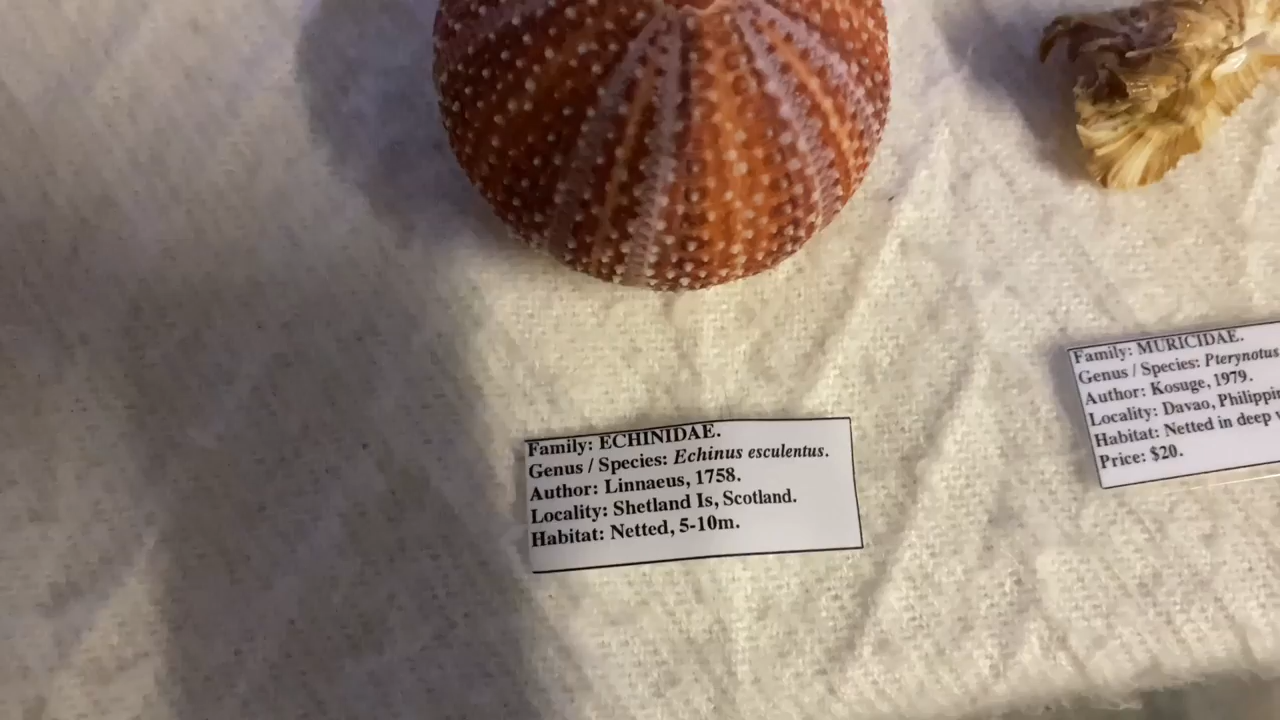 Family: ECHINIDAE.
Genus / Species: Echinus esculentus.
Author: Linnaeus, 1758.
Locality: Shetland Is, Scotland.
Habitat: Netted, 5-10m.
Family: MURICIDAE.
Genus / Species: Pterynotus
Author: Kosuge, 1979.
Locality: Davao,
Habitat: Netted in deep
Price: $20.